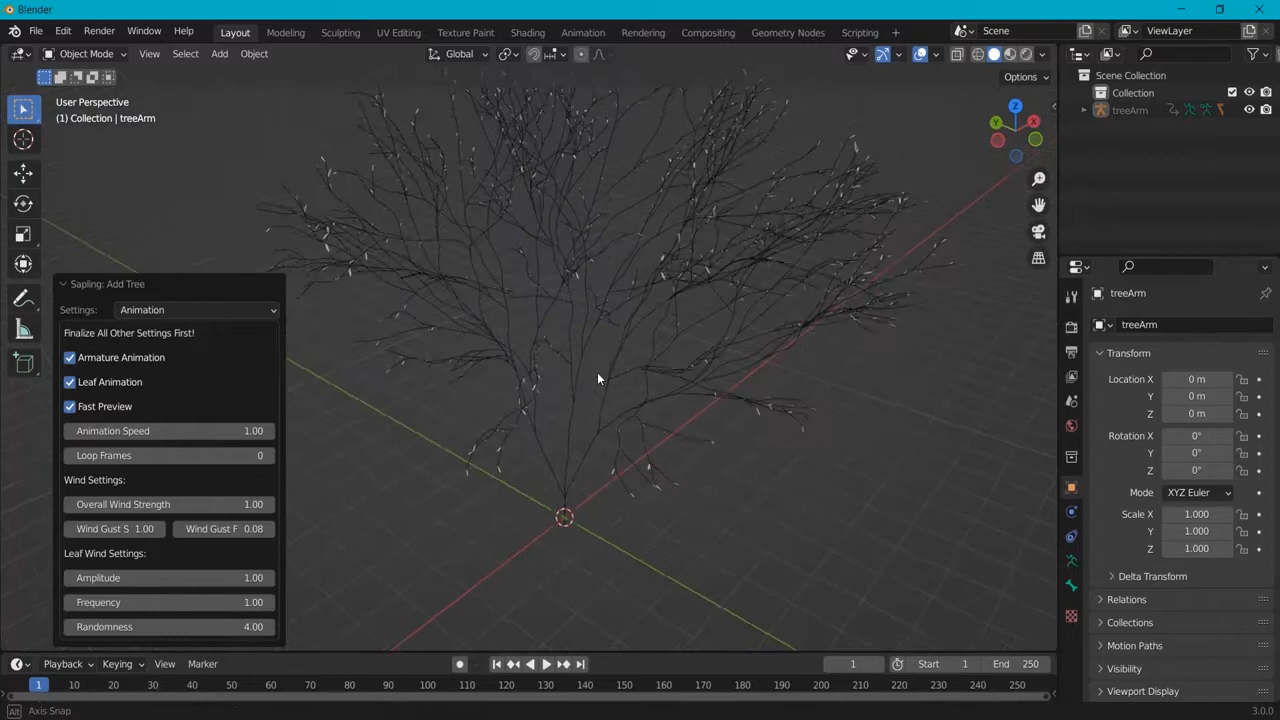 Blender
File Edit Render Window Help Layout Modeling Sculpting UV Editing Texture Paint Shading Animation Rendering Compositing Geometry Nodes Scripting + Scene ViewLayer
Object Mode View Select Add Object Global
Options
User Perspective
(1) Collection | treeArm
Z
Y
X
Scene Collection
Collection
treeArm
Sapling: Add Tree
Settings: Animation
Finalize All Other Settings First!
Armature Animation
Leaf Animation
Fast Preview
Animation Speed 1.00
Loop Frames 0
Wind Settings:
Overall Wind Strength 1.00
Wind Gust S 1.00 Wind Gust F 0.08
Leaf Wind Settings:
Amplitude 1.00
Frequency 1.00
Randomness 4.00
treeArm
treeArm
Transform
Location X 0 m
Y 0 m
Z 0 m
Rotation X 0°
Y 0°
Z 0°
Mode XYZ Euler
Scale X 1.000
Y 1.000
Z 1.000
Delta Transform
Relations
Collections
Motion Paths
Visibility
Viewport Display
Playback Keying View Marker 1 Start 1 End 250
1 10 20 30 40 50 60 70 80 90 100 110 120 130 140 150 160 170 180 190 200 210 220 230 240 250
Alt Axis Snap 3.0.0